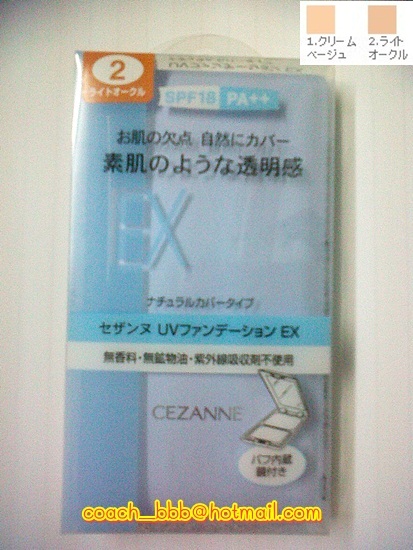 1.クリーム
ベージュ
2.ライト
オークル
2
ライトオークル
SPF18 PA++
お肌の欠点 自然にカバー
素肌のような透明感
EX
ナチュラルカバータイプ
セザンヌ UVファンデーション EX
無香料・無鉱物油・紫外線吸収剤不使用
CEZANNE
パフ内蔵
鏡付き
coach_bbb@hotmail.com